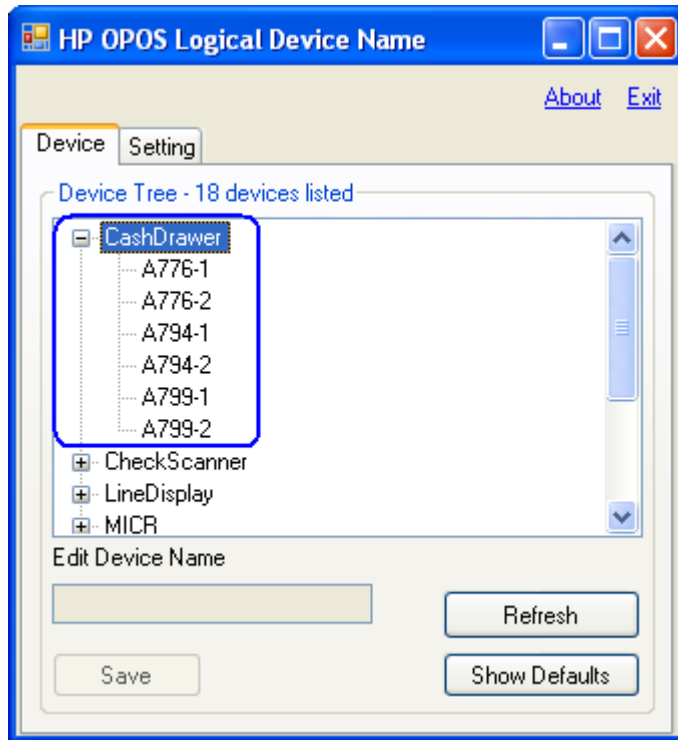 HP OPOS Logical Device Name
About Exit
Device Setting
Device Tree - 18 devices listed
CashDrawer
A776-1
A776-2
A794-1
A794-2
A799-1
A799-2
CheckScanner
LineDisplay
MICR
Edit Device Name
Refresh
Save Show Defaults